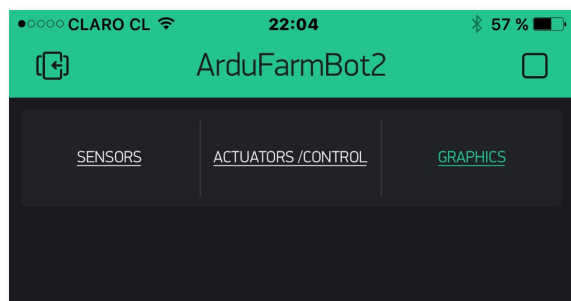 CLARO CL 22:04 57 %
ArduFarmBot2
SENSORS ACTUATORS /CONTROL GRAPHICS